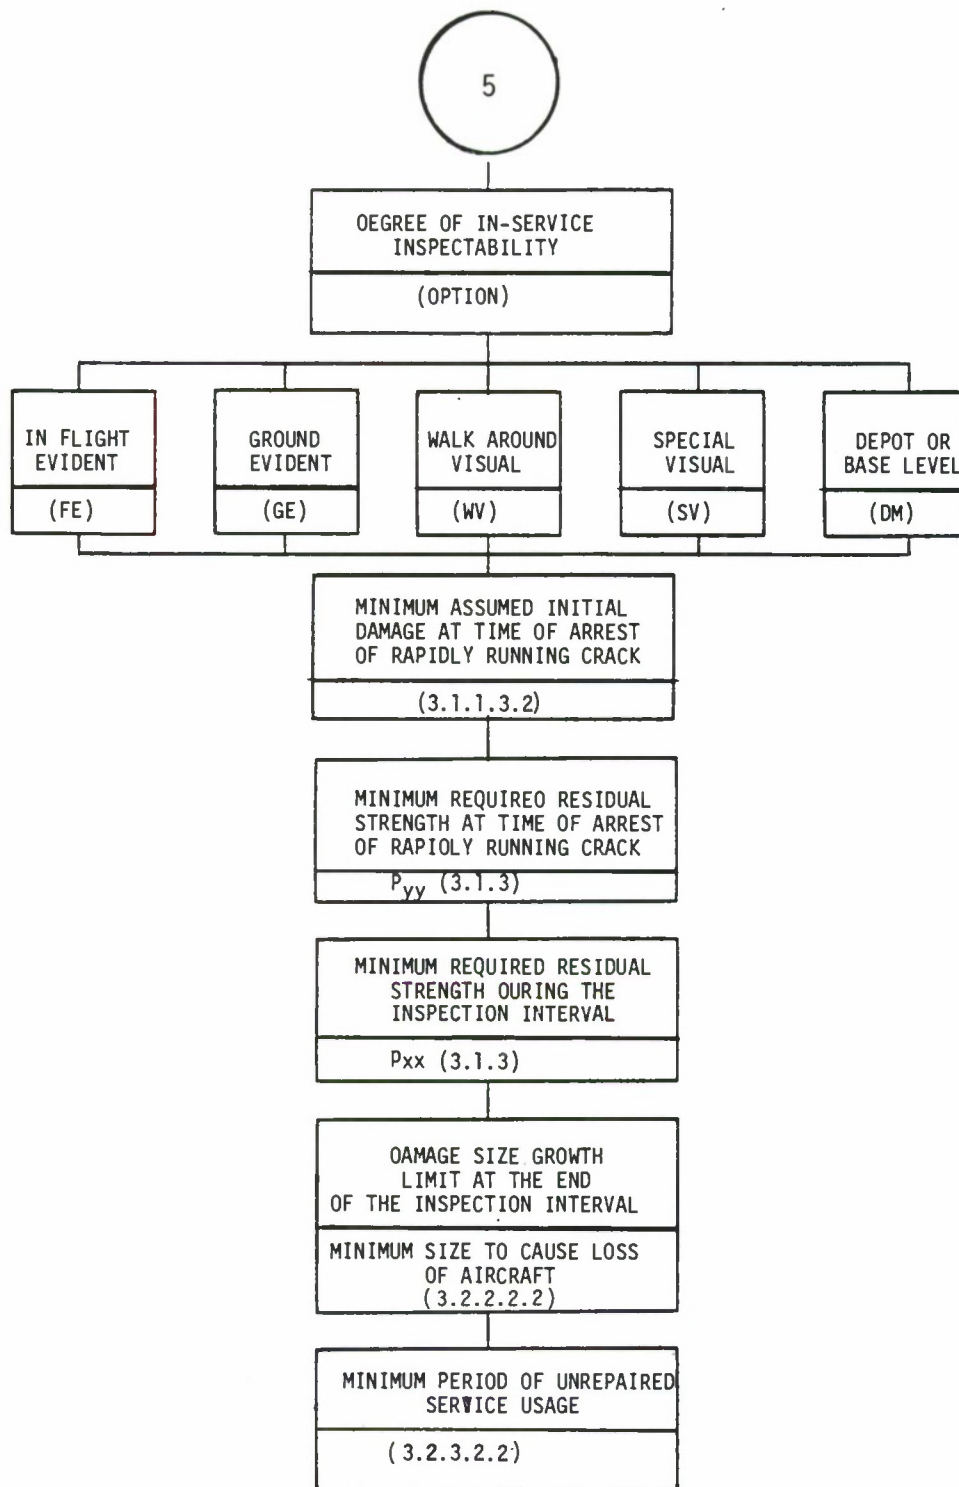 5
OEGREE OF IN-SERVICE
INSPECTABILITY
(OPTION)
IN FLIGHT
EVIDENT
(FE)
GROUND
EVIDENT
(GE)
WALK AROUND
VISUAL
(WV)
SPECIAL
VISUAL
(SV)
DEPOT OR
BASE LEVEL
(DM)
MINIMUM ASSUMED INITIAL
DAMAGE AT TIME OF ARREST
OF RAPIDLY RUNNING CRACK
(3.1.1.3.2)
MINIMUM REQUIREO RESIDUAL
STRENGTH AT TIME OF ARREST
OF RAPIOLY RUNNING CRACK
Pyy (3.1.3)
MINIMUM REQUIRED RESIDUAL
STRENGTH OURING THE
INSPECTION INTERVAL
Pxx (3.1.3)
OAMAGE SIZE GROWTH
LIMIT AT THE END
OF THE INSPECTION INTERVAL
MINIMUM SIZE TO CAUSE LOSS
OF AIRCRAFT
(3.2.2.2.2)
MINIMUM PERIOD OF UNREPAIRED
SERVICE USAGE
(3.2.3.2.2)